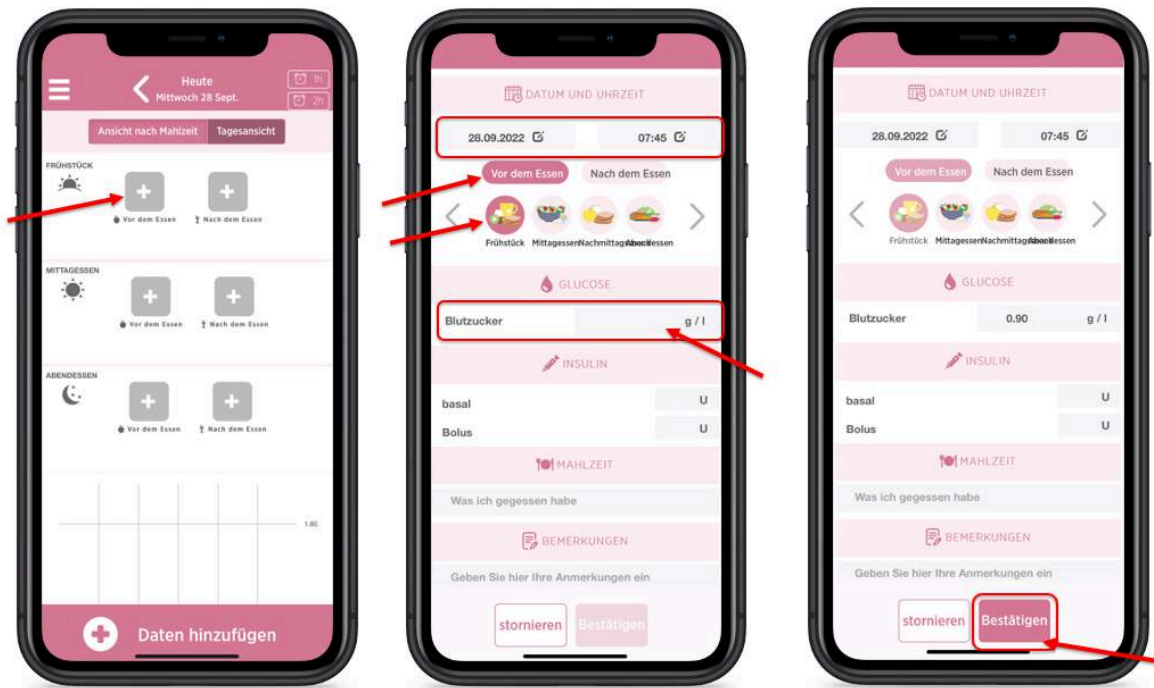 Heute
1h
Mittwoch 28 Sept.
2h
Ansicht nach Mahlzeit Tagesansicht
FRÜHSTÜCK
Vor dem Essen Nach dem Essen
MITTAGESSEN
Vor dem Essen Nach dem Essen
ABENDESSEN
Vor dem Essen Nach dem Essen
1.80
Daten hinzufügen
DATUM UND UHRZEIT
28.09.2022 07:45
Vor dem Essen Nach dem Essen
Frühstück Mittagessen
GLUCOSE
Blutzucker g / l
INSULIN
basal U
Bolus U
MAHLZEIT
Was ich gegessen habe
BEMERKUNGEN
Geben Sie hier Ihre Anmerkungen ein
stornieren Bestätigen
DATUM UND UHRZEIT
28.09.2022 07:45
Vor dem Essen Nach dem Essen
Frühstück Mittagessen
GLUCOSE
Blutzucker 0.90 g / l
INSULIN
basal U
Bolus U
MAHLZEIT
Was ich gegessen habe
BEMERKUNGEN
Geben Sie hier Ihre Anmerkungen ein
stornieren Bestätigen